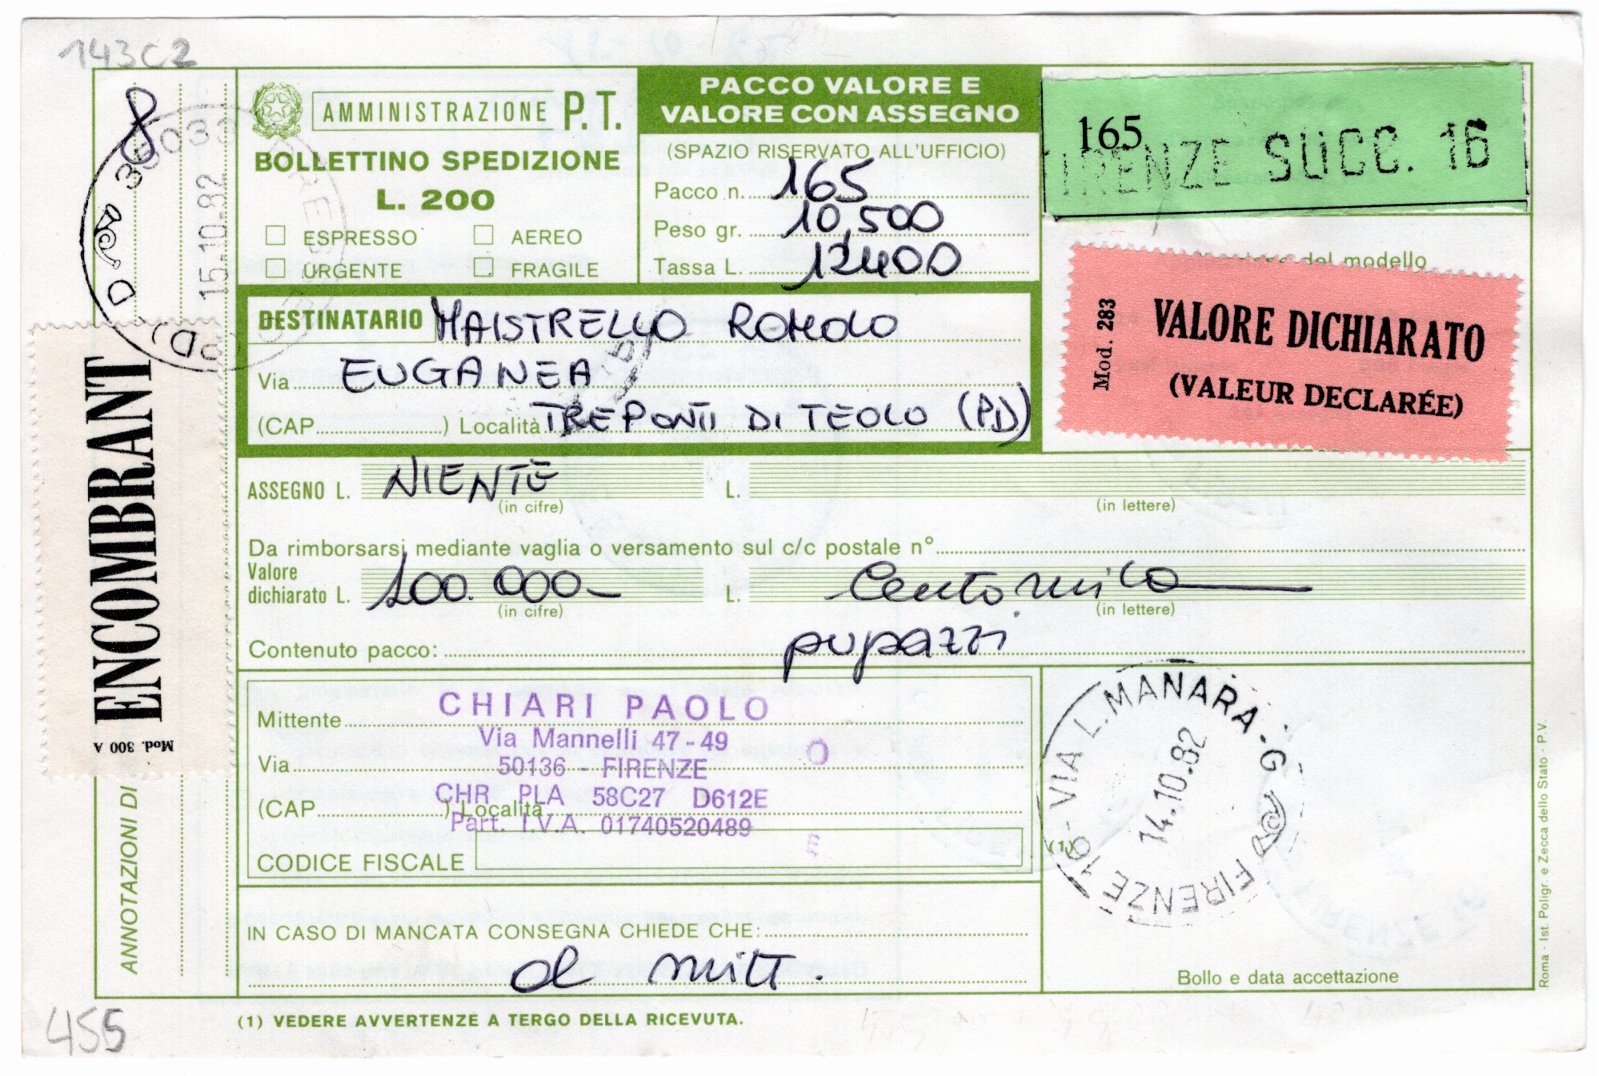 143C2
8
AMMINISTRAZIONE P.T.
BOLLETTINO SPEDIZIONE
L. 200
ESPRESSO
AEREO
URGENTE
FRAGILE
PACCO VALORE E
VALORE CON ASSEGNO
(SPAZIO RISERVATO ALL'UFFICIO)
Pacco n. 165
Peso gr. 10,500
Tassa L. 12400
165
FIRENZE SUCC. 16
del modello
Mod. 283
VALORE DICHIARATO
(VALEUR DECLARÉE)
15.10.82
DESTINATARIO MAISTRELLO ROMOLO
Via EUGANEA
(CAP ) Località TREPONTI DI TEOLO (PD)
ENCOMBRANT
Mod. 300 A
ASSEGNO L. NIENTE L.
(in cifre) (in lettere)
Da rimborsarsi mediante vaglia o versamento sul c/c postale n°
Valore
dichiarato L. 100.000 L. Centomila
(in cifre) (in lettere)
Contenuto pacco: pupazzi
Mittente CHIARI PAOLO
Via Mannelli 47-49
Via 50136 - FIRENZE
CHR PLA 58C27 D612E
(CAP ) Località
Part. I.V.A. 01740520489
CODICE FISCALE
O
E
16-VIA L. MANARA-G
14.10.82
FIRENZE
(1)
ANNOTAZIONI DI
IN CASO DI MANCATA CONSEGNA CHIEDE CHE:
al mitt.
Bollo e data accettazione
Roma - Ist. Poligr. e Zecca dello Stato - P.V.
455
(1) VEDERE AVVERTENZE A TERGO DELLA RICEVUTA.